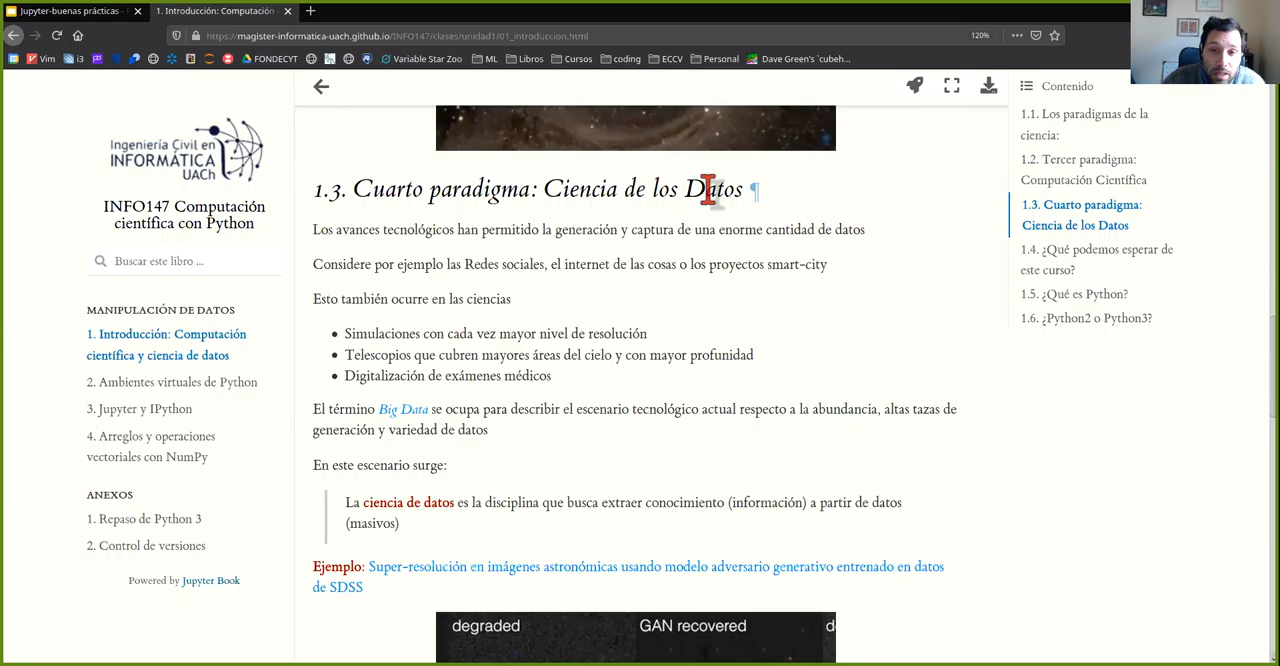 Jupyter-buenas prácticas -
1. Introducción: Computación
https://magister-informatica-uach.github.io/INFO147/clases/unidad1/01_introduccion.html
120%
Vim
i3
FONDECYT
Variable Star Zoo
ML
Libros
Cursos
coding
ECCV
Personal
Dave Green's `cubeh...
Ingeniería Civil en
INFORMÁTICA
UACh
INFO147 Computación
científica con Python
Buscar este libro ...
MANIPULACIÓN DE DATOS
1. Introducción: Computación
científica y ciencia de datos
2. Ambientes virtuales de Python
3. Jupyter y IPython
4. Arreglos y operaciones
vectoriales con NumPy
ANEXOS
1. Repaso de Python 3
2. Control de versiones
Powered by Jupyter Book
1.3. Cuarto paradigma: Ciencia de los Datos ¶
Los avances tecnológicos han permitido la generación y captura de una enorme cantidad de datos
Considere por ejemplo las Redes sociales, el internet de las cosas o los proyectos smart-city
Esto también ocurre en las ciencias
Simulaciones con cada vez mayor nivel de resolución
Telescopios que cubren mayores áreas del cielo y con mayor profundidad
Digitalización de exámenes médicos
El término Big Data se ocupa para describir el escenario tecnológico actual respecto a la abundancia, altas tazas de
generación y variedad de datos
En este escenario surge:
La ciencia de datos es la disciplina que busca extraer conocimiento (información) a partir de datos
(masivos)
Ejemplo: Super-resolución en imágenes astronómicas usando modelo adversario generativo entrenado en datos
de SDSS
degraded
GAN recovered
Contenido
1.1. Los paradigmas de la
ciencia:
1.2. Tercer paradigma:
Computación Científica
1.3. Cuarto paradigma:
Ciencia de los Datos
1.4. ¿Qué podemos esperar de
este curso?
1.5. ¿Qué es Python?
1.6. ¿Python2 o Python3?